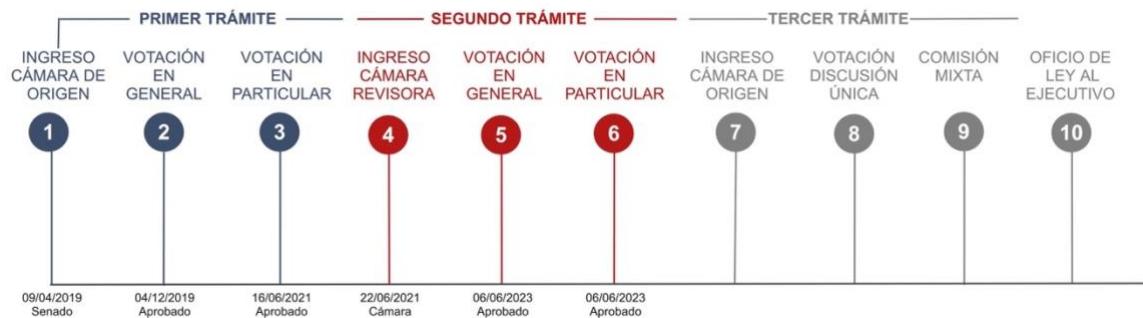 PRIMER TRÁMITE
SEGUNDO TRÁMITE
TERCER TRÁMITE
INGRESO
CÁMARA DE
ORIGEN
VOTACIÓN
EN
GENERAL
VOTACIÓN
EN
PARTICULAR
INGRESO
CÁMARA
REVISORA
VOTACIÓN
EN
GENERAL
VOTACIÓN
EN
PARTICULAR
INGRESO
CÁMARA DE
ORIGEN
VOTACIÓN
DISCUSIÓN
ÚNICA
COMISIÓN
MIXTA
OFICIO DE
LEY AL
EJECUTIVO
1
2
3
4
5
6
7
8
9
10
09/04/2019
Senado
04/12/2019
Aprobado
16/06/2021
Aprobado
22/06/2021
Cámara
06/06/2023
Aprobado
06/06/2023
Aprobado